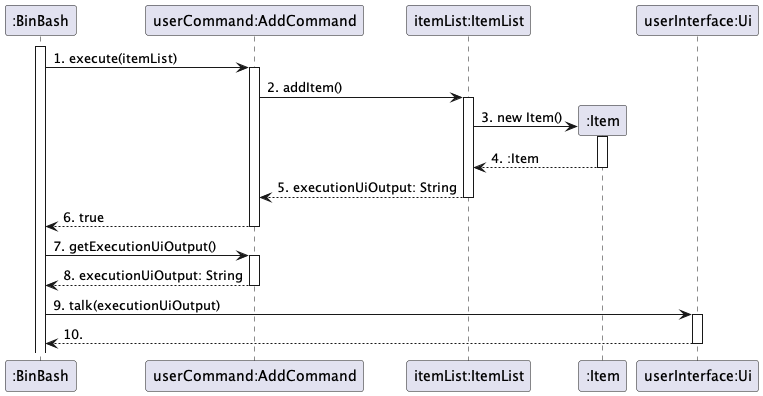 :BinBash
userCommand:AddCommand
itemList:ItemList
userInterface:Ui
1. execute(itemList)
2. addItem()
3. new Item()
:Item
4. :Item
5. executionUiOutput: String
6. true
7. getExecutionUiOutput()
8. executionUiOutput: String
9. talk(executionUiOutput)
10.
:BinBash
userCommand:AddCommand
itemList:ItemList
:Item
userInterface:Ui